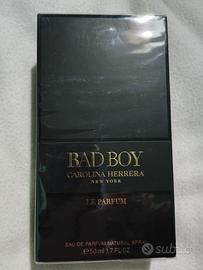 BAD BOY
CAROLINA HERRERA
NEW YORK
LE PARFUM
EAU DE PARFUM NATURAL SPRAY
℮ 50 ml 1.7 FL. OZ.
subito